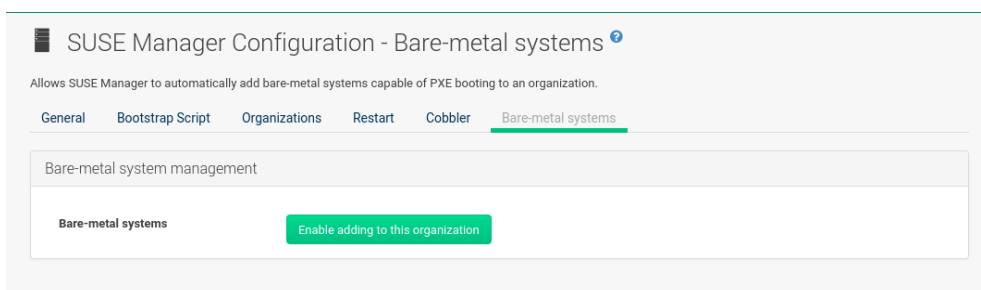 SUSE Manager Configuration - Bare-metal systems ?
Allows SUSE Manager to automatically add bare-metal systems capable of PXE booting to an organization.
General Bootstrap Script Organizations Restart Cobbler Bare-metal systems
Bare-metal system management
Bare-metal systems Enable adding to this organization